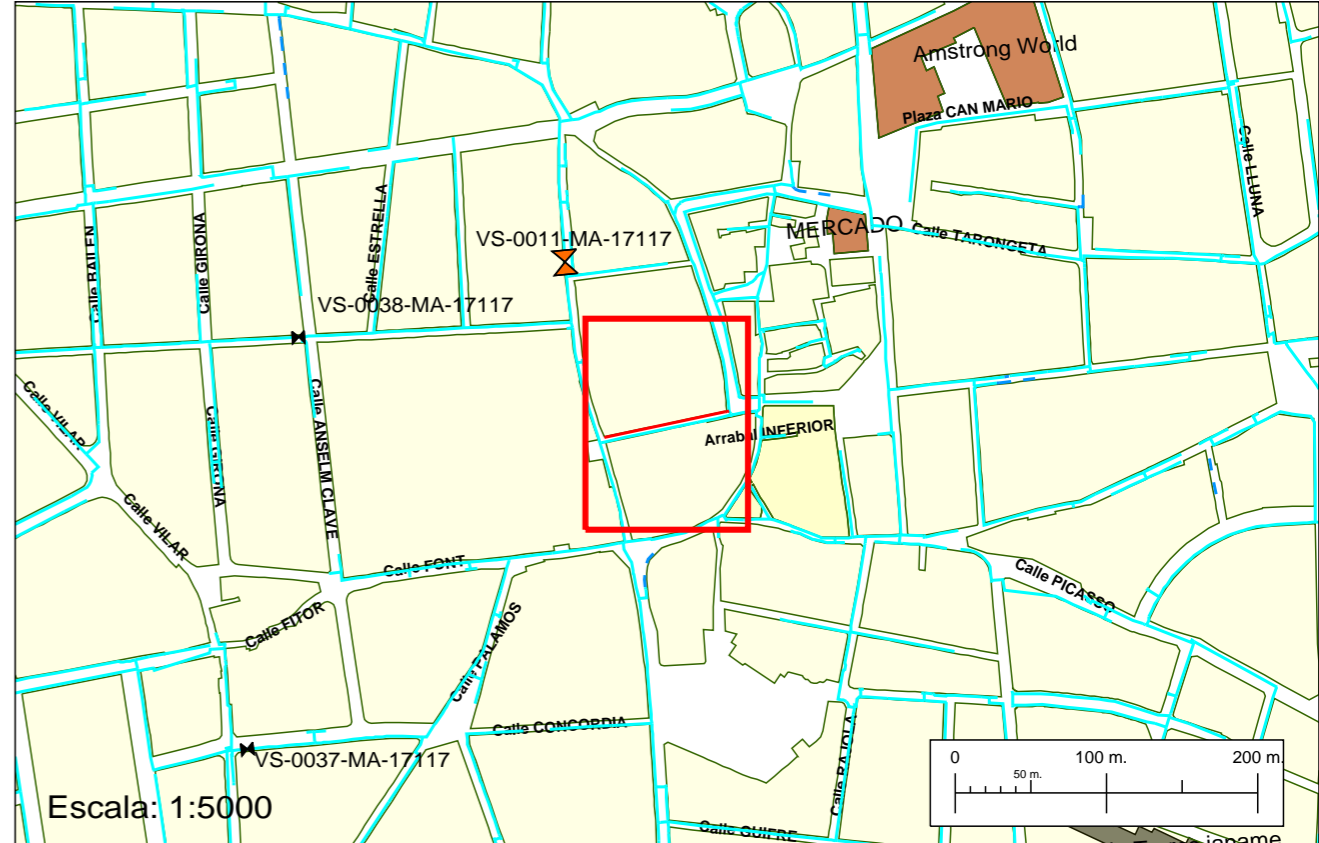 Amstrong World
Plaza CAN MARIO
Calle LLUNA
Calle ESTRELLA
Calle GIRONA
Calle BAILEN
MERCADO
Calle TARONGETA
VS-0011-MA-17117
VS-0038-MA-17117
Calle VILAR
Calle GIRONA
Calle ANSELM CLAVE
Arrabal INFERIOR
Calle VILAR
Calle FONT
Calle PICASSO
Calle FITOR
Calle PALAMOS
Calle CONCORDIA
VS-0037-MA-17117
Calle BAJOLA
0 100 m. 200 m.
50 m.
Escala: 1:5000
Calle GUIFRE